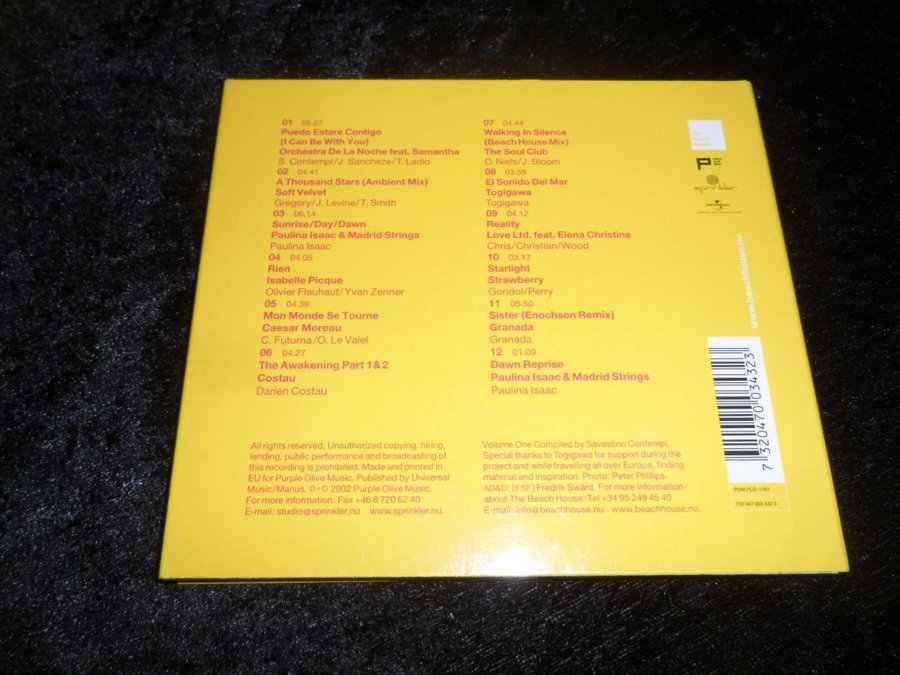 01 05.27
Puedo Estare Contigo
(I Can Be With You)
Orchestra De La Noche feat. Samantha
S. Contempi/J. Sancheze/T. Ladio
02 04.41
A Thousand Stars (Ambient Mix)
Soft Velvet
Gregory/J. Levine/T. Smith
03 06.14
Sunrise/Day/Dawn
Paulina Isaac & Madrid Strings
Paulina Isaac
04 04.05
Rien
Isabelle Picque
Olivier Flauhaut/Yvan Zenner
05 04.39
Mon Monde Se Tourne
Caesar Moreau
C. Futurna/O. Le Vaiel
06 04.27
The Awakening Part 1 & 2
Costau
Darien Costau
07 04.44
Walking In Silence
(Beach House Mix)
The Soul Club
O. Niels/J. Bloom
08 03.59
El Sonido Del Mar
Togigawa
Togigawa
09 04.12
Reality
Love Ltd. feat. Elena Christine
Chris/Christian/Wood
10 03.17
Starlight
Strawberry
Gondol/Perry
11 05.50
Sister (Enochson Remix)
Granada
Granada
12 01.09
Dawn Reprise
Paulina Isaac & Madrid Strings
Paulina Isaac
All rights reserved. Unauthorized copying, hiring,
lending, public performance and broadcasting of
this recording is prohibited. Made and printed in
EU for Purple Olive Music. Published by Universal
Music/Manus. ℗+© 2002 Purple Olive Music.
For more information: Fax +46 8 720 62 40
E-mail: studio@sprinkler.nu www.sprinkler.nu.
Volume One Compiled by Savastino Contempi.
Special thanks to Togigawa for support during the
project and while travelling all over Europe, finding
material and inspiration. Photo: Peter Phillips.
AD&D: [FSF] Fredrik Swärd. For more information
about The Beach House: Tel +34 95 249 45 40
E-mail: info@beachhouse.nu www.beachhouse.nu.
P
sprinkler
UNIVERSAL
www.beachhouse.nu
7 320470 034323
POM PCD-1301
732 047 003 432 3